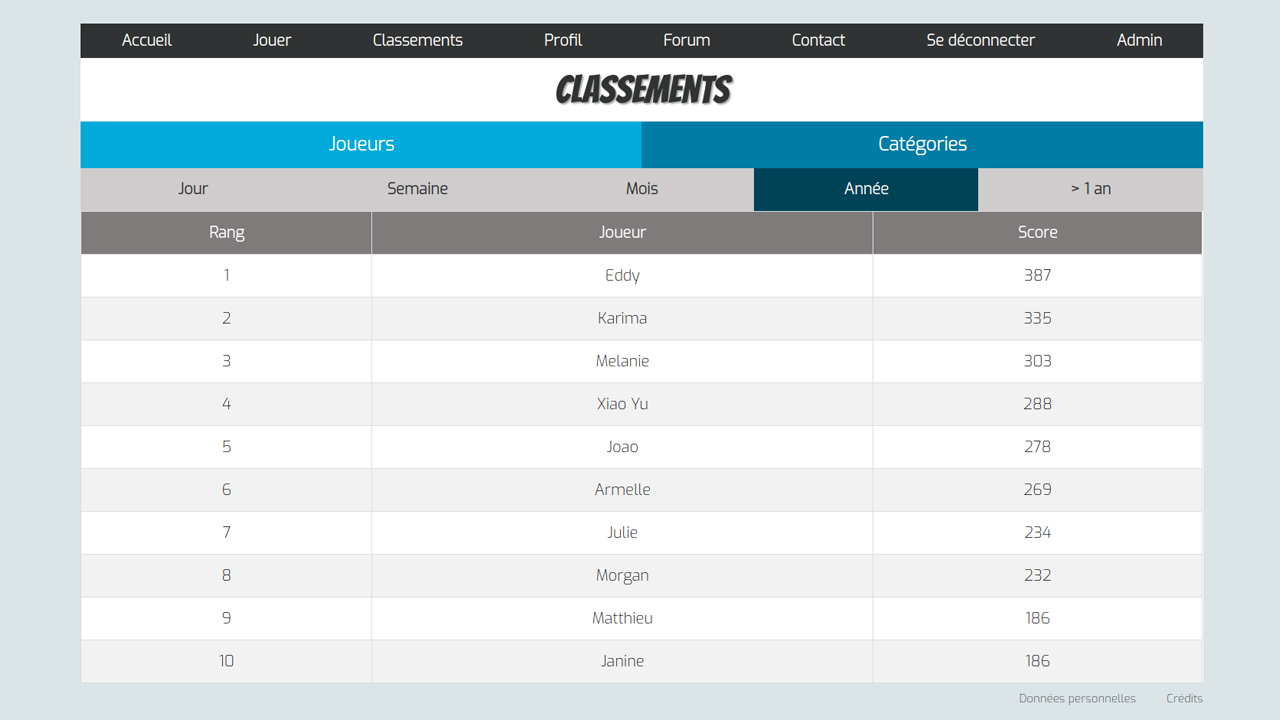 Accueil Jouer Classements Profil Forum Contact Se déconnecter Admin
CLASSEMENTS
Joueurs Catégories
Jour Semaine Mois Année > 1 an
Rang Joueur Score
1 Eddy 387
2 Karima 335
3 Melanie 303
4 Xiao Yu 288
5 Joao 278
6 Armelle 269
7 Julie 234
8 Morgan 232
9 Matthieu 186
10 Janine 186
Données personnelles Crédits